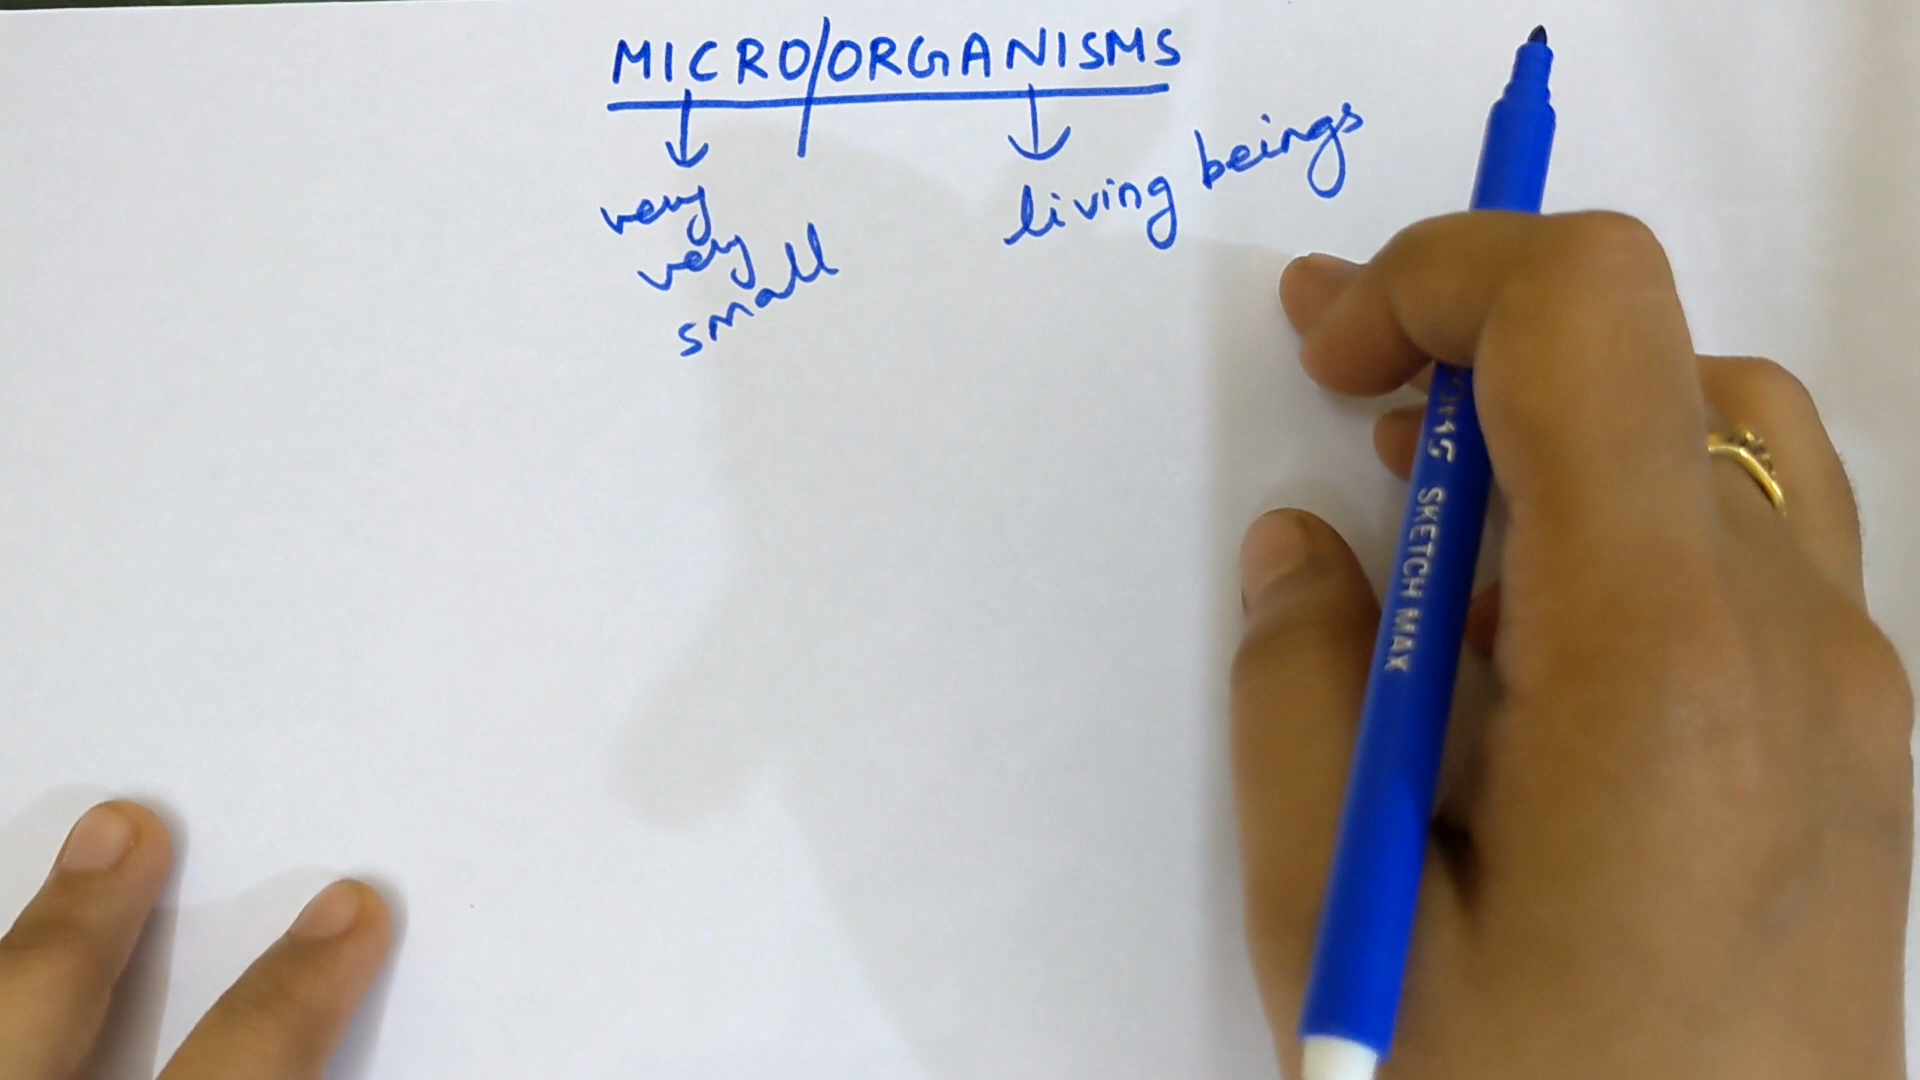 MICRO/ORGANISMS
very
very
small
living beings
SKETCH MAX